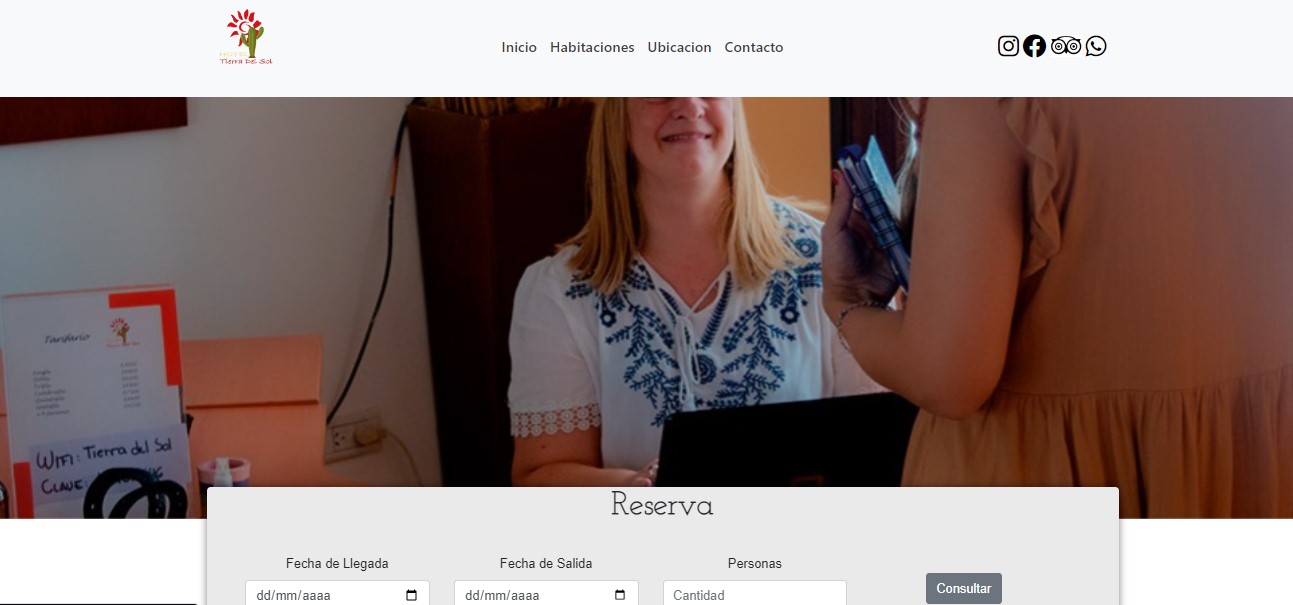 Tierra Del Sol
Inicio Habitaciones Ubicacion Contacto
Tarifario
WIFI: Tierra del Sol
CLAVE:
Reserva
Fecha de Llegada Fecha de Salida Personas
dd/mm/aaaa dd/mm/aaaa Cantidad Consultar